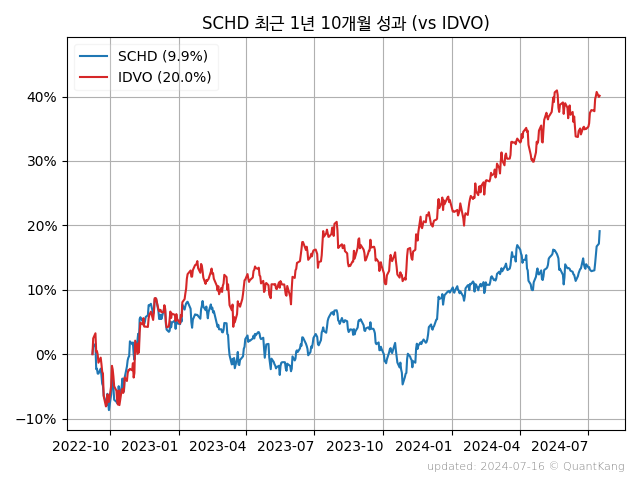 SCHD 최근 1년 10개월 성과 (vs IDVO)
SCHD (9.9%)
IDVO (20.0%)
40%
30%
20%
10%
0%
−10%
2022-10 2023-01 2023-04 2023-07 2023-10 2024-01 2024-04 2024-07
updated: 2024-07-16 © QuantKang